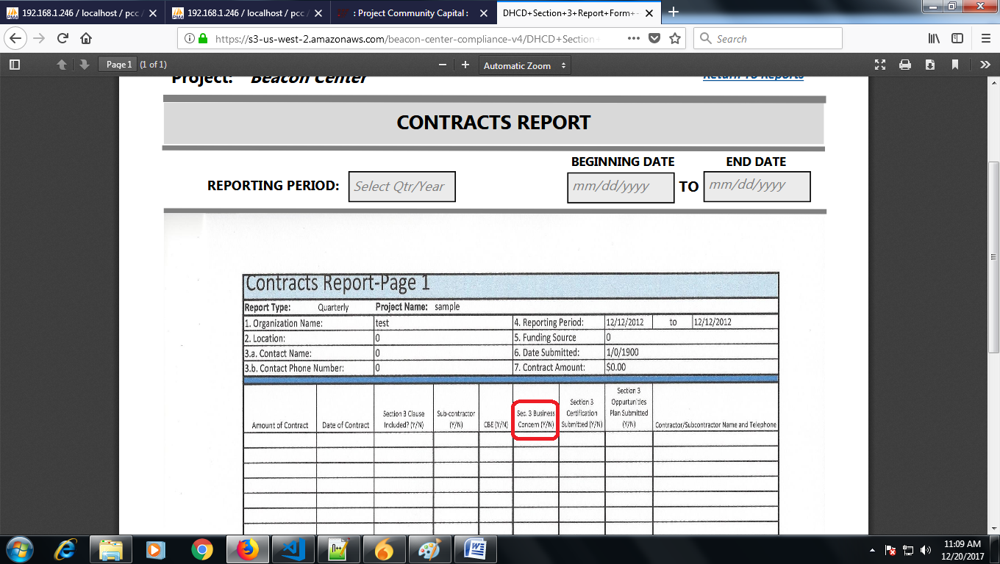 192.168.1.246 / localhost / pcc /
192.168.1.246 / localhost / pcc /
: Project Community Capital :
DHCD+Section+3+Report+Form+-
https://s3-us-west-2.amazonaws.com/beacon-center-compliance-v4/DHCD+Section
Search
Page 1 (1 of 1)
Automatic Zoom
Project: Beacon Center
Return To Reports
CONTRACTS REPORT
BEGINNING DATE END DATE
REPORTING PERIOD: Select Qtr/Year mm/dd/yyyy TO mm/dd/yyyy
Contracts Report-Page 1
Report Type: Quarterly Project Name: sample
1. Organization Name: test 4. Reporting Period: 12/12/2012 to 12/12/2012
2. Location: 0 5. Funding Source 0
3.a. Contact Name: 0 6. Date Submitted: 1/0/1900
3.b. Contact Phone Number: 0 7. Contract Amount: $0.00
Amount of Contract
Date of Contract
Section 3 Clause
Included? (Y/N)
Sub-contractor
(Y/N)
CBE (Y/N)
Sec. 3 Business
Concern (Y/N)
Section 3
Certification
Submitted (Y/N)
Section 3
Oppurtunities
Plan Submitted
(Y/N)
Contractor/Subcontractor Name and Telephone
11:09 AM
12/20/2017